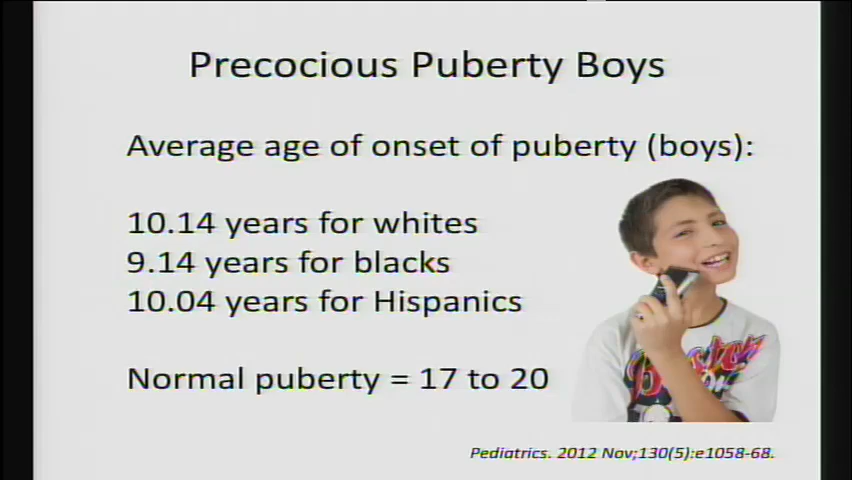 Precocious Puberty Boys
Average age of onset of puberty (boys):
10.14 years for whites
9.14 years for blacks
10.04 years for Hispanics
Normal puberty = 17 to 20
Boston
Pediatrics. 2012 Nov;130(5):e1058-68.